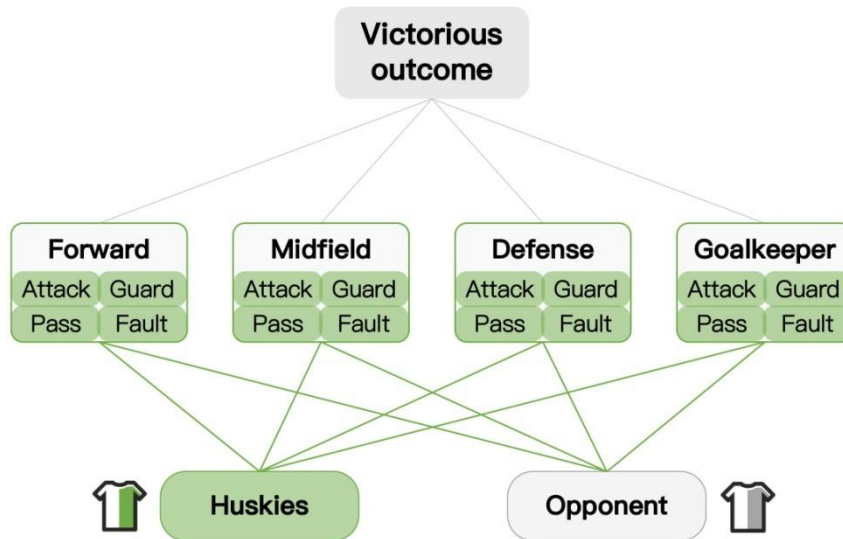 Victorious
outcome
Forward
Midfield
Defense
Goalkeeper
Attack Guard
Attack Guard
Attack Guard
Attack Guard
Pass Fault
Pass Fault
Pass Fault
Pass Fault
Huskies
Opponent